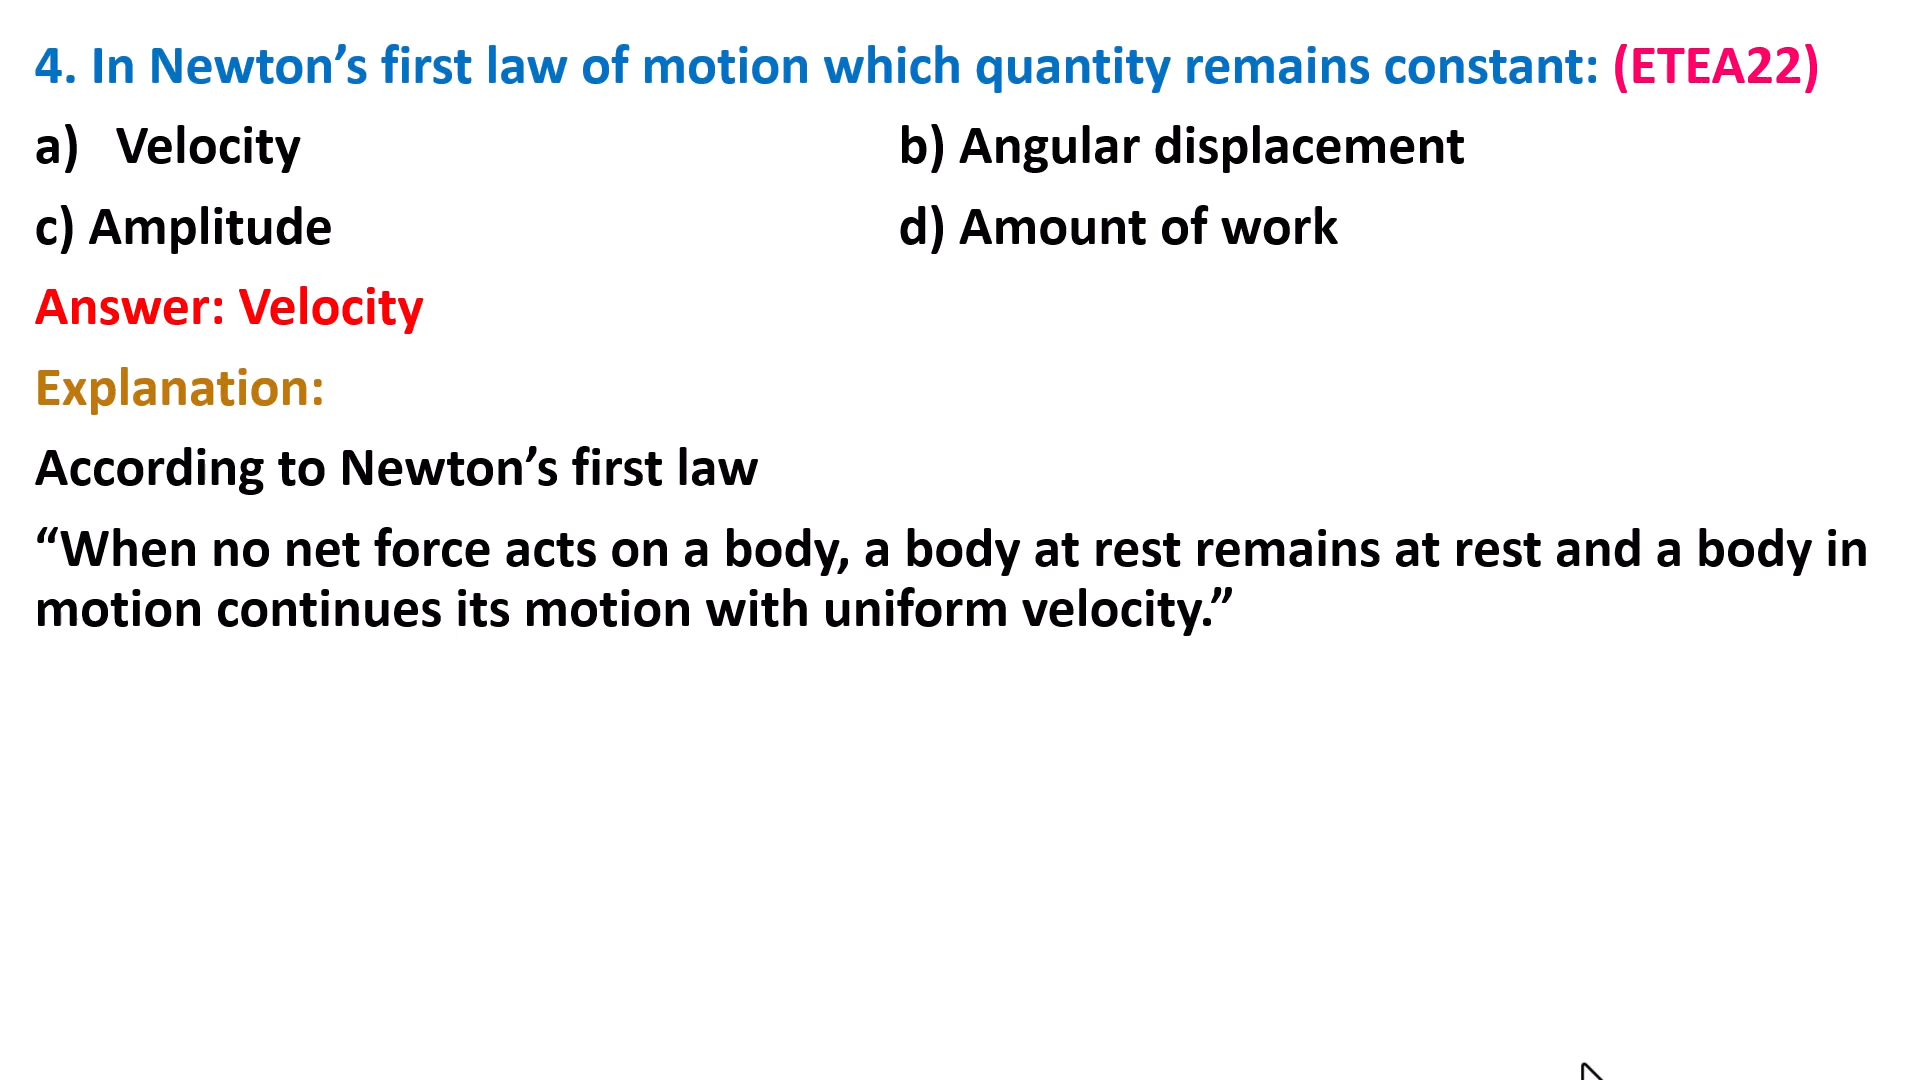 4. In Newton’s first law of motion which quantity remains constant: (ETEA22)
a) Velocity b) Angular displacement
c) Amplitude d) Amount of work
Answer: Velocity
Explanation:
According to Newton’s first law
“When no net force acts on a body, a body at rest remains at rest and a body in
motion continues its motion with uniform velocity.”